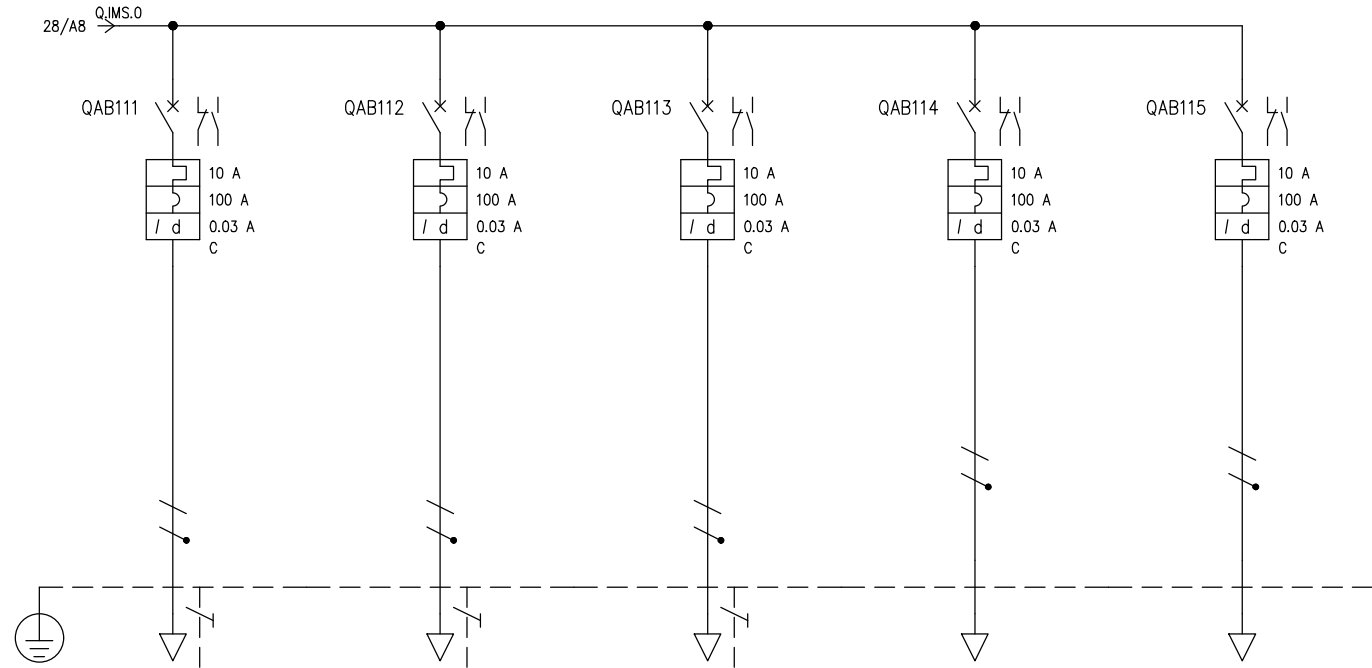 Q.IMS.0
28/A8
QAB111
QAB112
QAB113
QAB114
QAB115
10 A
100 A
I d 0.03 A
C
10 A
100 A
I d 0.03 A
C
10 A
100 A
I d 0.03 A
C
10 A
100 A
I d 0.03 A
C
10 A
100 A
I d 0.03 A
C